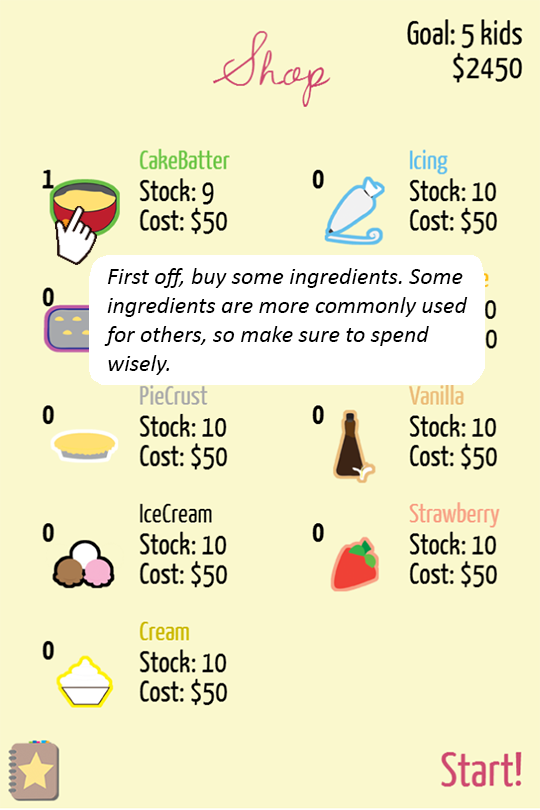 Goal: 5 kids
$2450
Shop
CakeBatter
1
Stock: 9
Cost: $50
Icing
0
Stock: 10
Cost: $50
First off, buy some ingredients. Some
ingredients are more commonly used
for others, so make sure to spend
wisely.
0
PieCrust
0
Stock: 10
Cost: $50
Vanilla
0
Stock: 10
Cost: $50
IceCream
0
Stock: 10
Cost: $50
Strawberry
0
Stock: 10
Cost: $50
Cream
0
Stock: 10
Cost: $50
Start!